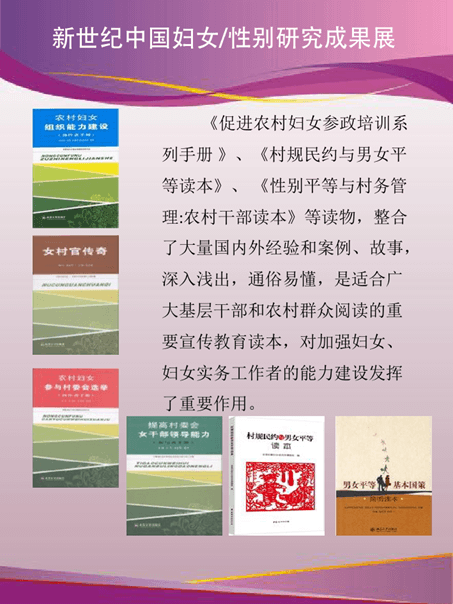 新世纪中国妇女/性别研究成果展
《促进农村妇女参政培训系
列手册 》、《村规民约与男女平
等读本》、 《性别平等与村务管
理:农村干部读本》等读物，整合
了大量国内外经验和案例、故事，
深入浅出，通俗易懂，是适合广
大基层干部和农村群众阅读的重
要宣传教育读本，对加强妇女、
妇女实务工作者的能力建设发挥
了重要作用。
农村妇女
组织能力建设
女村官传奇
农村妇女
参与村委会选举
提高村委会
女干部领导能力
村规民约与男女平等
读本
男女平等 基本国策